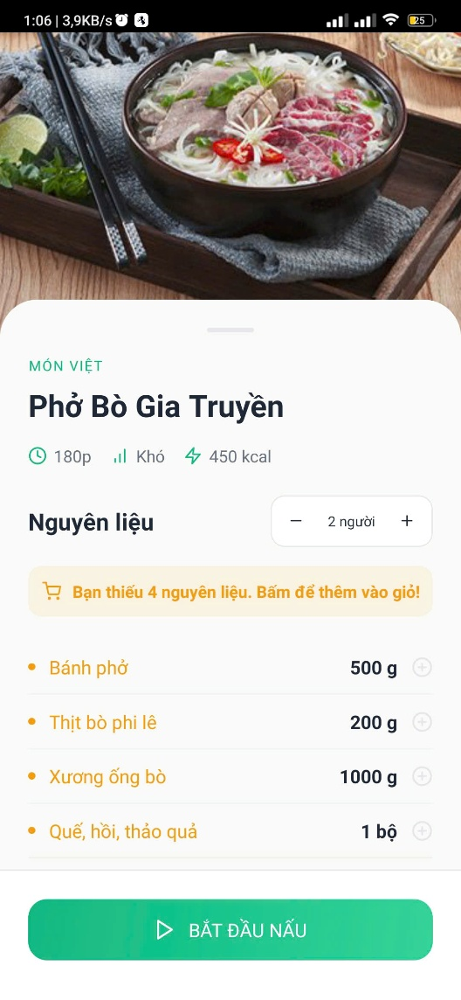 1:06 | 3,9KB/s
25
MÓN VIỆT
Phở Bò Gia Truyền
180p Khó 450 kcal
Nguyên liệu
2 người
Bạn thiếu 4 nguyên liệu. Bấm để thêm vào giỏ!
Bánh phở 500 g
Thịt bò phi lê 200 g
Xương ống bò 1000 g
Quế, hồi, thảo quả 1 bộ
BẮT ĐẦU NẤU